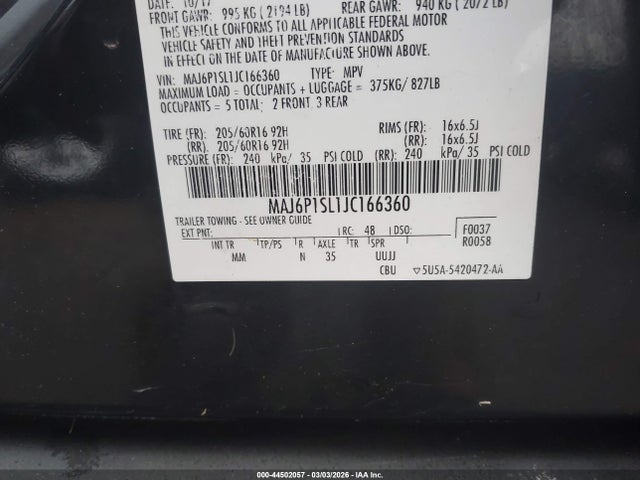 DATE: 10/17
FRONT GAWR: 995 KG ( 2194 LB) REAR GAWR: 940 KG ( 2072 LB)
THIS VEHICLE CONFORMS TO ALL APPLICABLE FEDERAL MOTOR
VEHICLE SAFETY AND THEFT PREVENTION STANDARDS
IN EFFECT ON THE DATE OF MANUFACTURE SHOWN ABOVE.
VIN: MAJ6P1SL1JC166360 TYPE: MPV
MAXIMUM LOAD = OCCUPANTS + LUGGAGE = 375KG/ 827LB
OCCUPANTS = 5 TOTAL; 2 FRONT, 3 REAR
TIRE (FR): 205/60R16 92H RIMS (FR): 16x6.5J
(RR): 205/60R16 92H (RR): 16x6.5J
PRESSURE (FR): 240 kPa/ 35 PSI COLD (RR): 240 kPa/ 35 PSI COLD
MAJ6P1SL1JC166360
TRAILER TOWING - SEE OWNER GUIDE
EXT PNT: RC: 48 DSO: F0037
INT TR TP/PS R AXLE TR SPR R0058
MM N 35 UUJJ
CBU 5U5A-5420472-AA
000-44502057 - 03/03/2026 - IAA Inc.